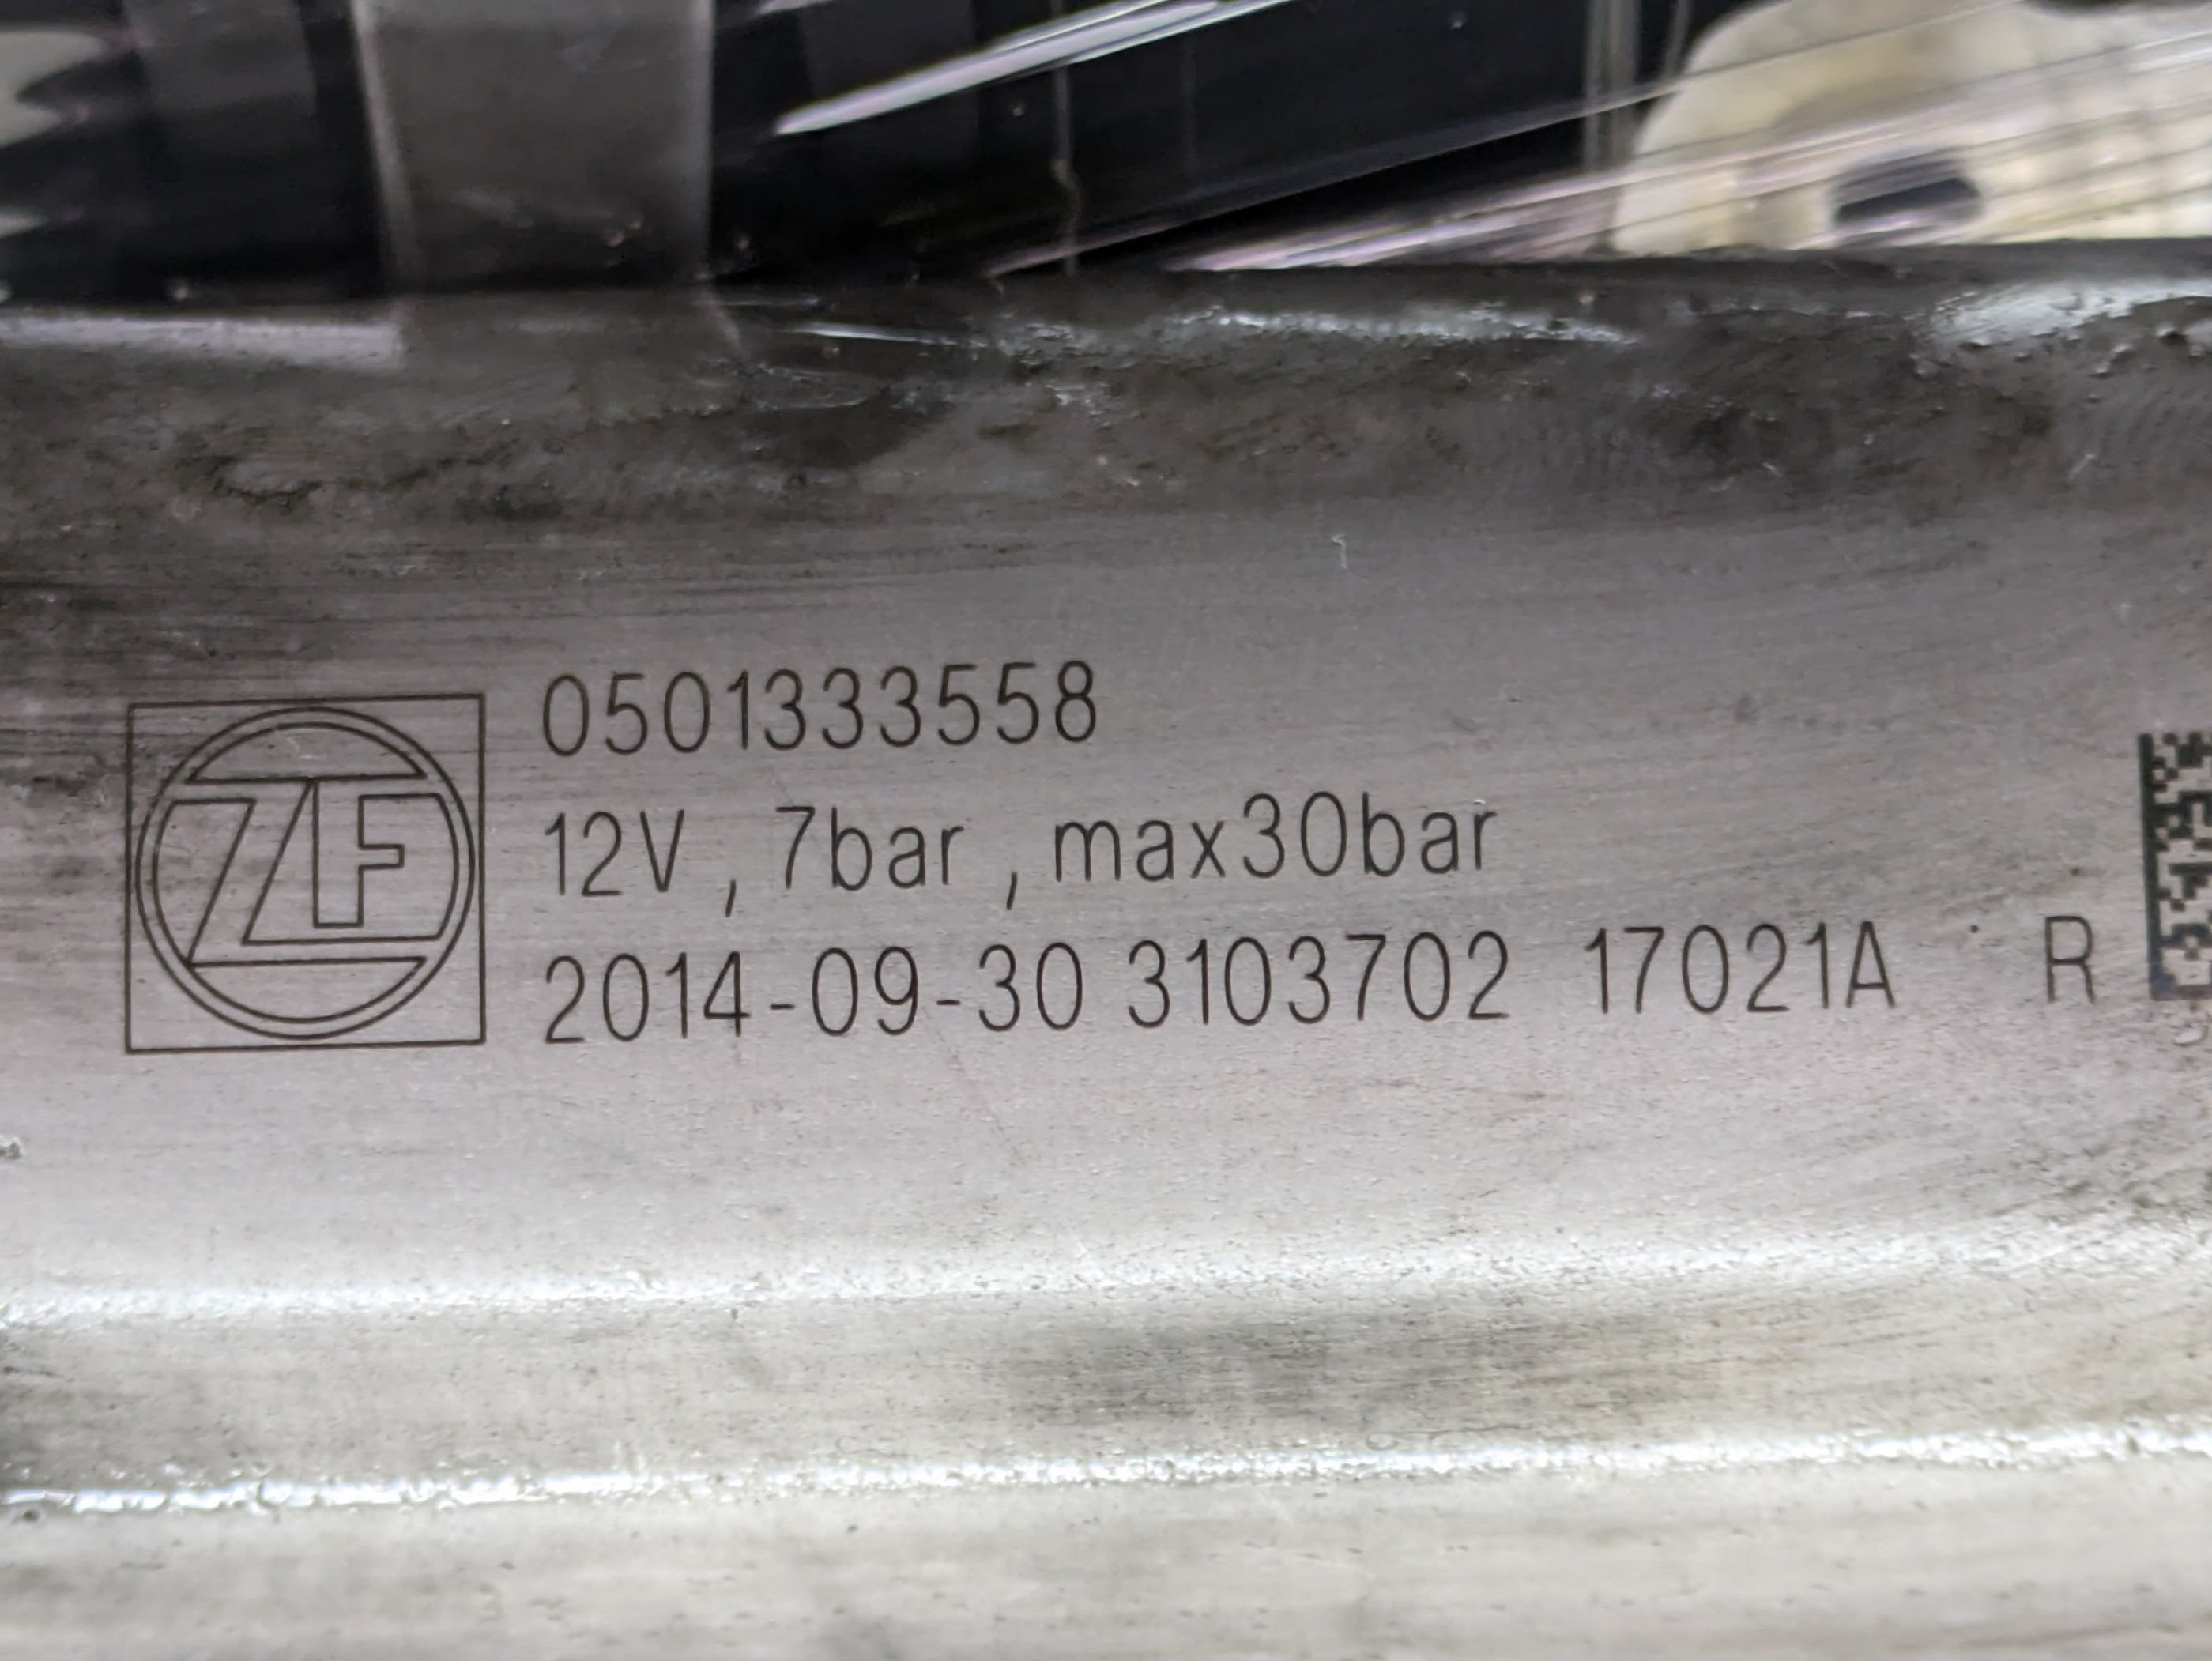 ZF
0501333558
12V , 7bar , max30bar
2014-09-30 3103702 17021A R